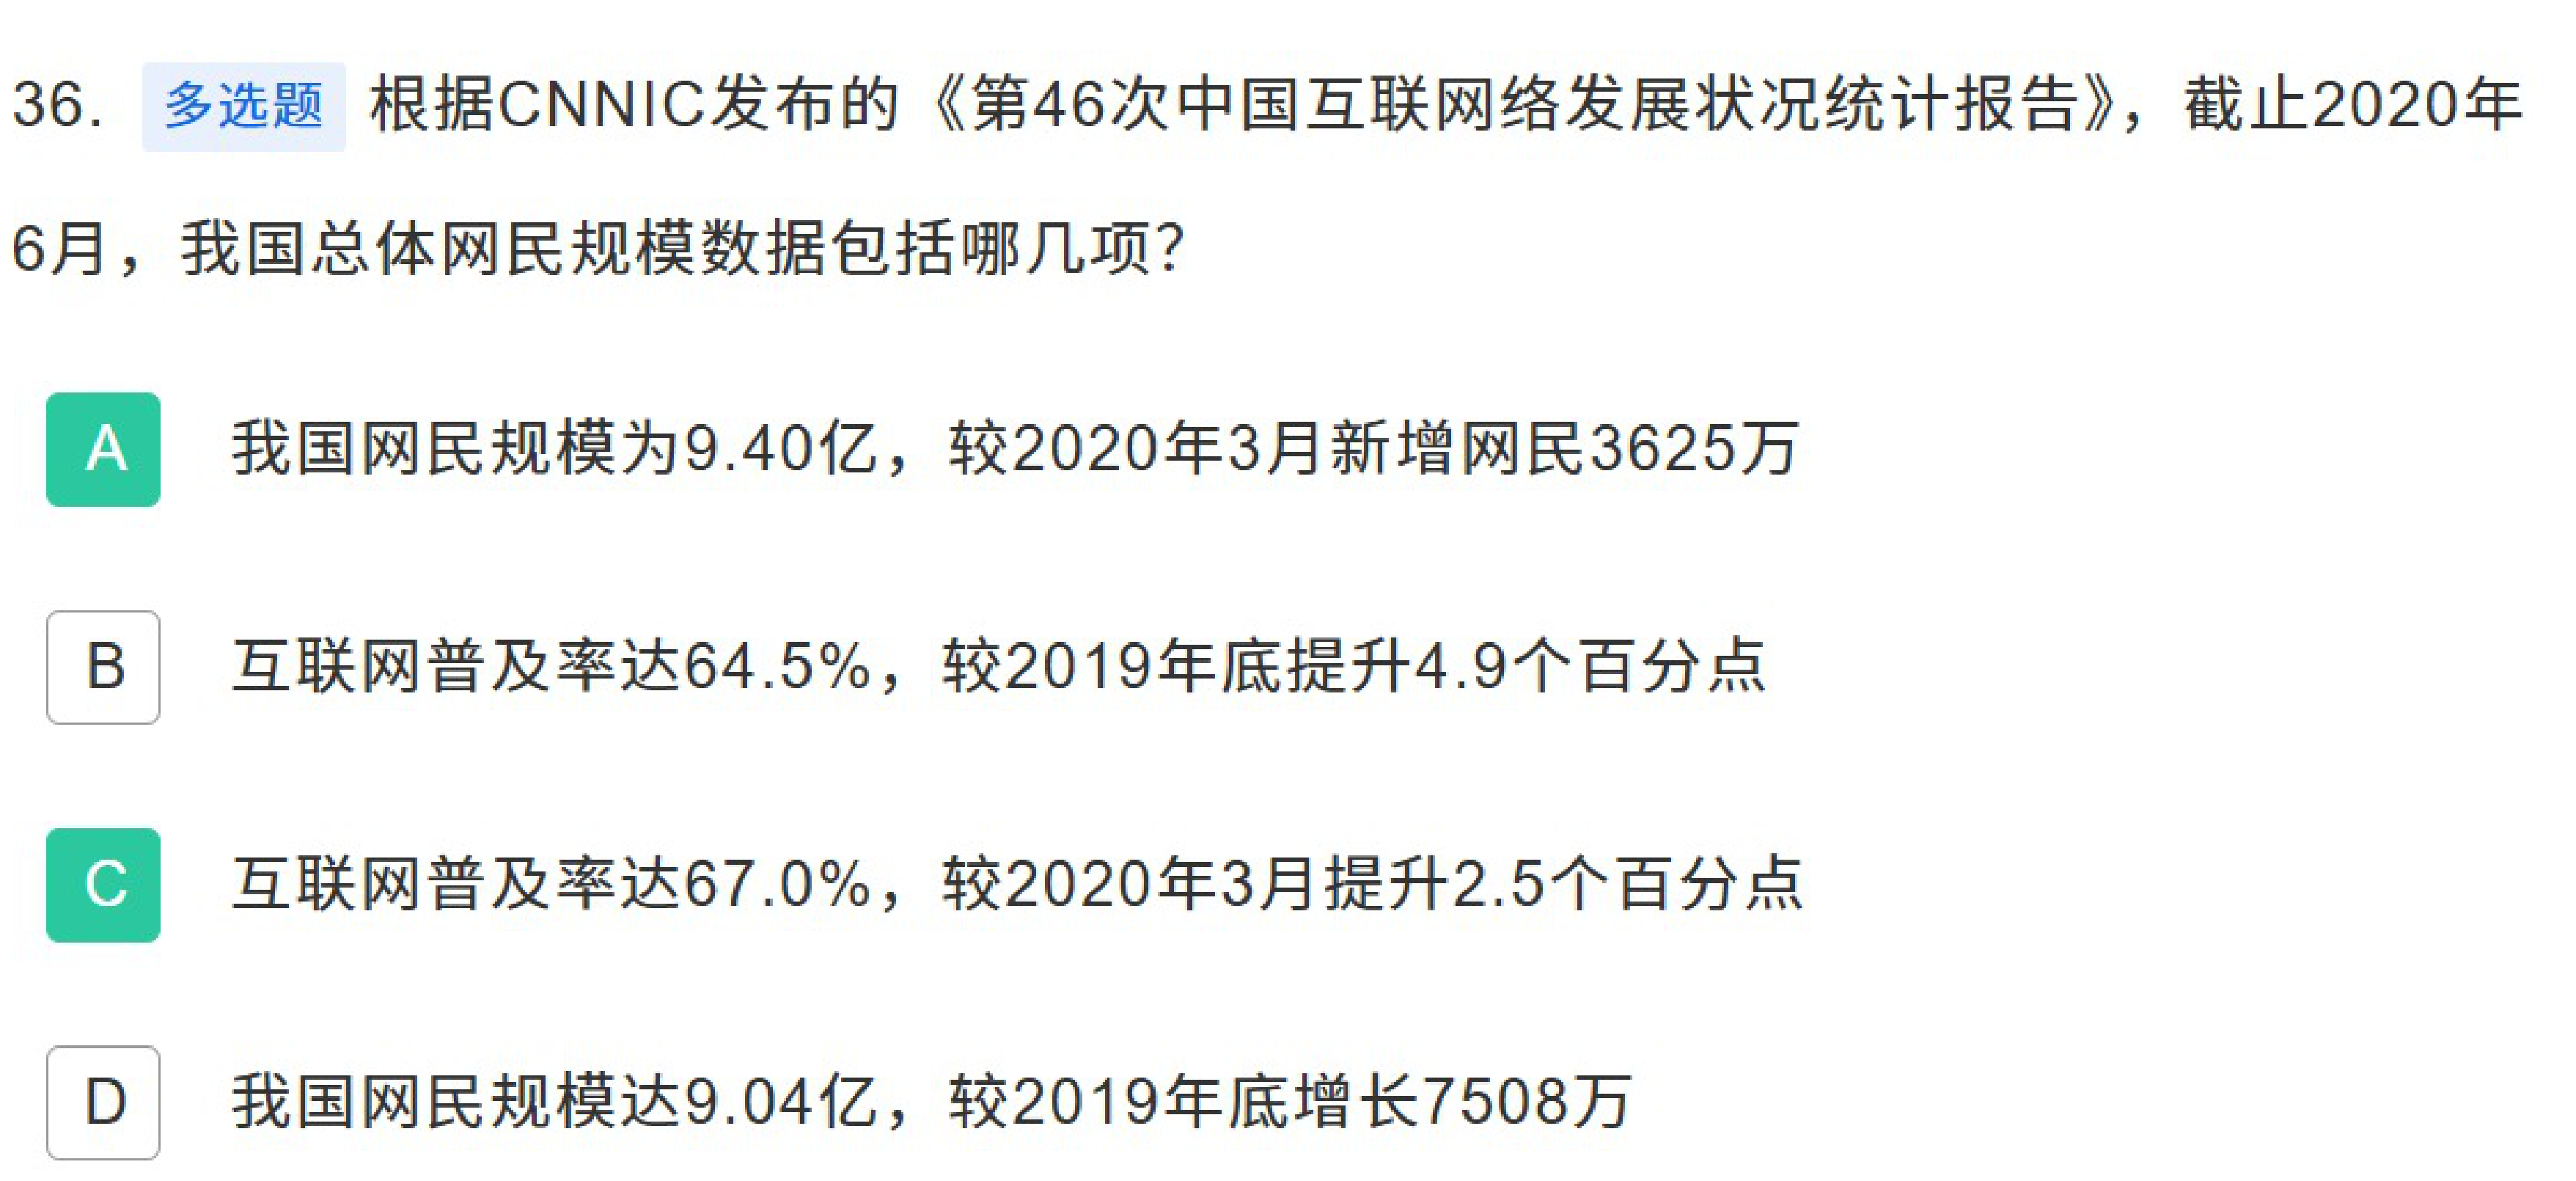 36. 多选题 根据CNNIC发布的《第46次中国互联网络发展状况统计报告》，截止2020年
6月，我国总体网民规模数据包括哪几项？
A 我国网民规模为9.40亿，较2020年3月新增网民3625万
B 互联网普及率达64.5%，较2019年底提升4.9个百分点
C 互联网普及率达67.0%，较2020年3月提升2.5个百分点
D 我国网民规模达9.04亿，较2019年底增长7508万